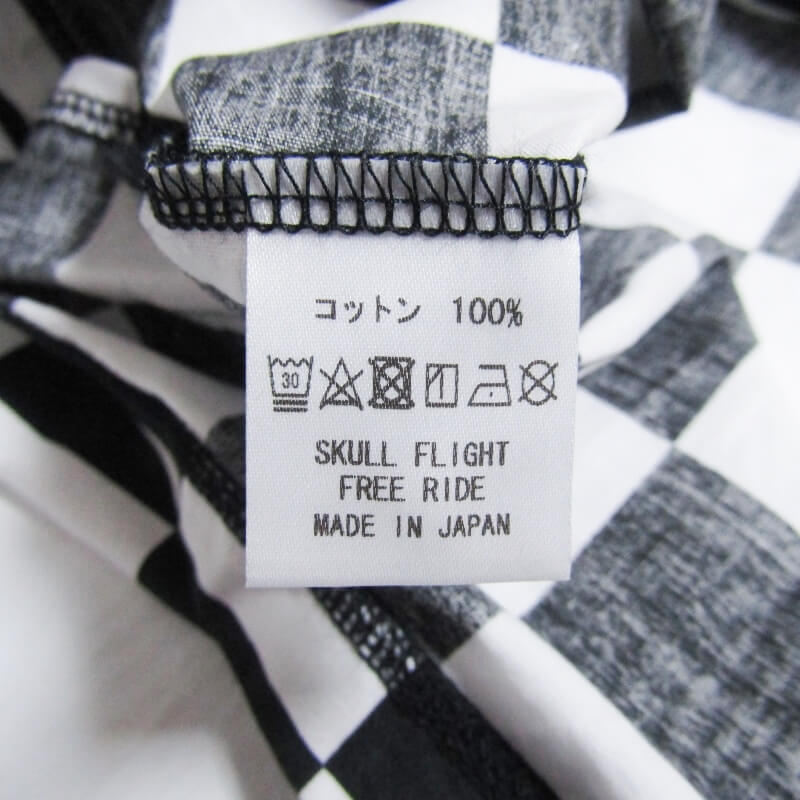 コットン 100%
30
SKULL FLIGHT
FREE RIDE
MADE IN JAPAN